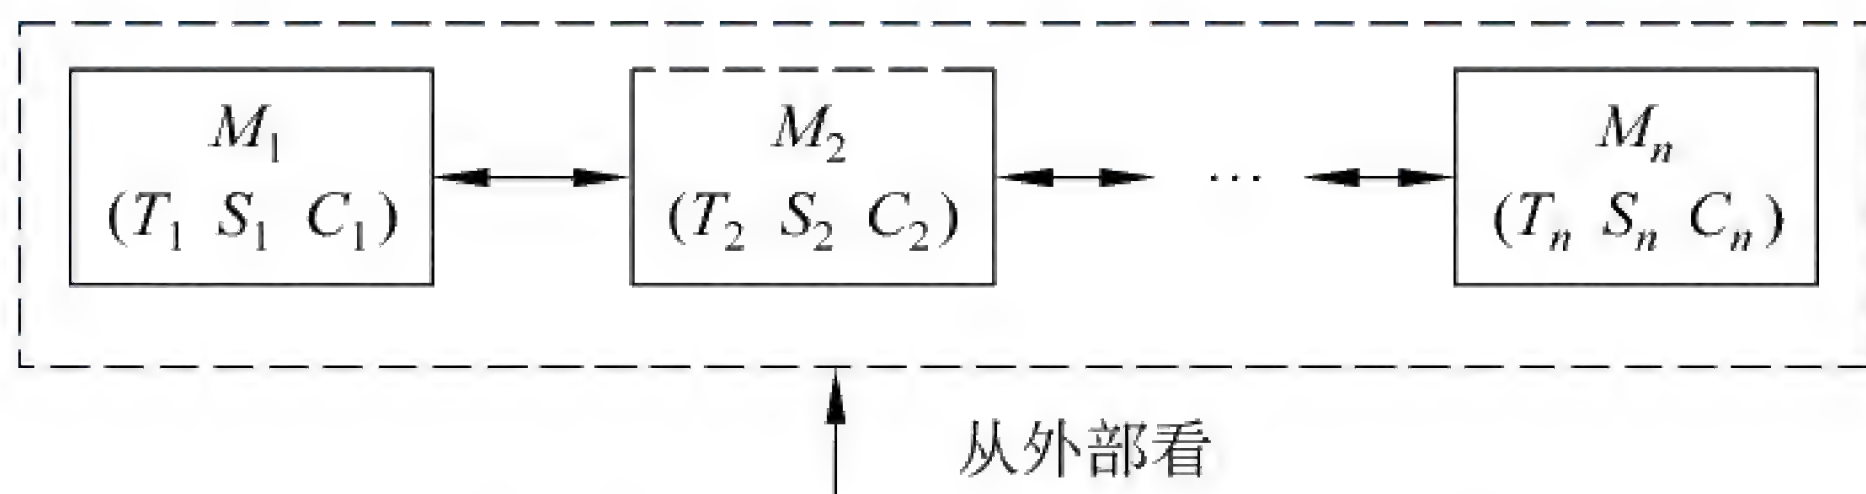 M₁ M₂ Mₙ
(T₁ S₁ C₁) (T₂ S₂ C₂) ··· (Tₙ Sₙ Cₙ)
从外部看